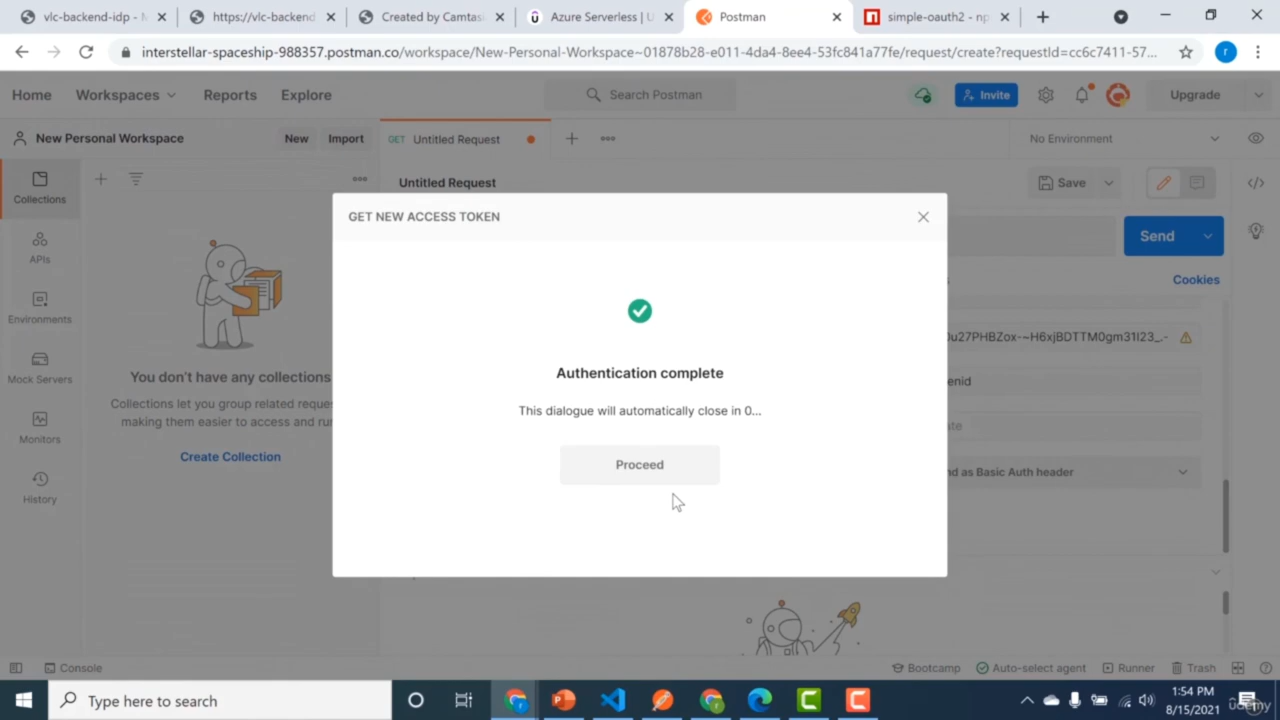 vlc-backend-idp - M
https://vlc-backend
Created by Camtasi
Azure Serverless | U
Postman
simple-oauth2 - np
interstellar-spaceship-988357.postman.co/workspace/New-Personal-Workspace~01878b28-e011-4da4-8ee4-53fc841a77fe/request/create?requestId=cc6c7411-57...
r
Home
Workspaces
Reports
Explore
Search Postman
Invite
Upgrade
New Personal Workspace
New
Import
GET Untitled Request
No Environment
Collections
Untitled Request
Save
GET NEW ACCESS TOKEN
Send
APIs
Cookies
Environments
0u27PHBZox-~H6xjBDTTM0gm31I23_.-
Mock Servers
You don't have any collections
Authentication complete
enid
Collections let you group related reque
making them easier to access and run
This dialogue will automatically close in 0...
ate
Monitors
Create Collection
Proceed
nd as Basic Auth header
History
Console
Bootcamp
Auto-select agent
Runner
Trash
Type here to search
1:54 PM
8/15/2021
udemy